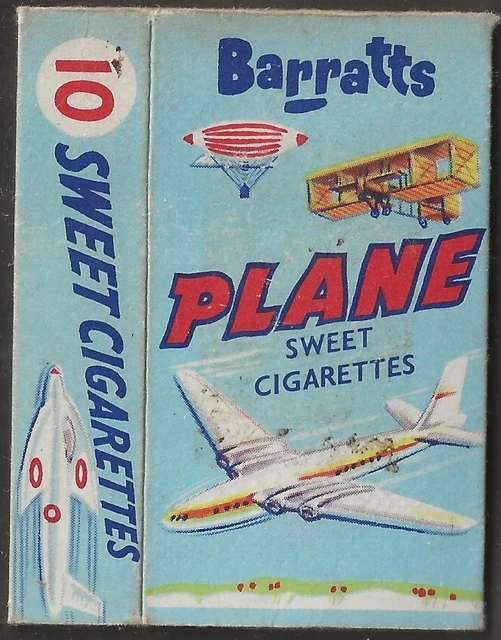 10 SWEET CIGARETTES
Barratts
PLANE
SWEET
CIGARETTES